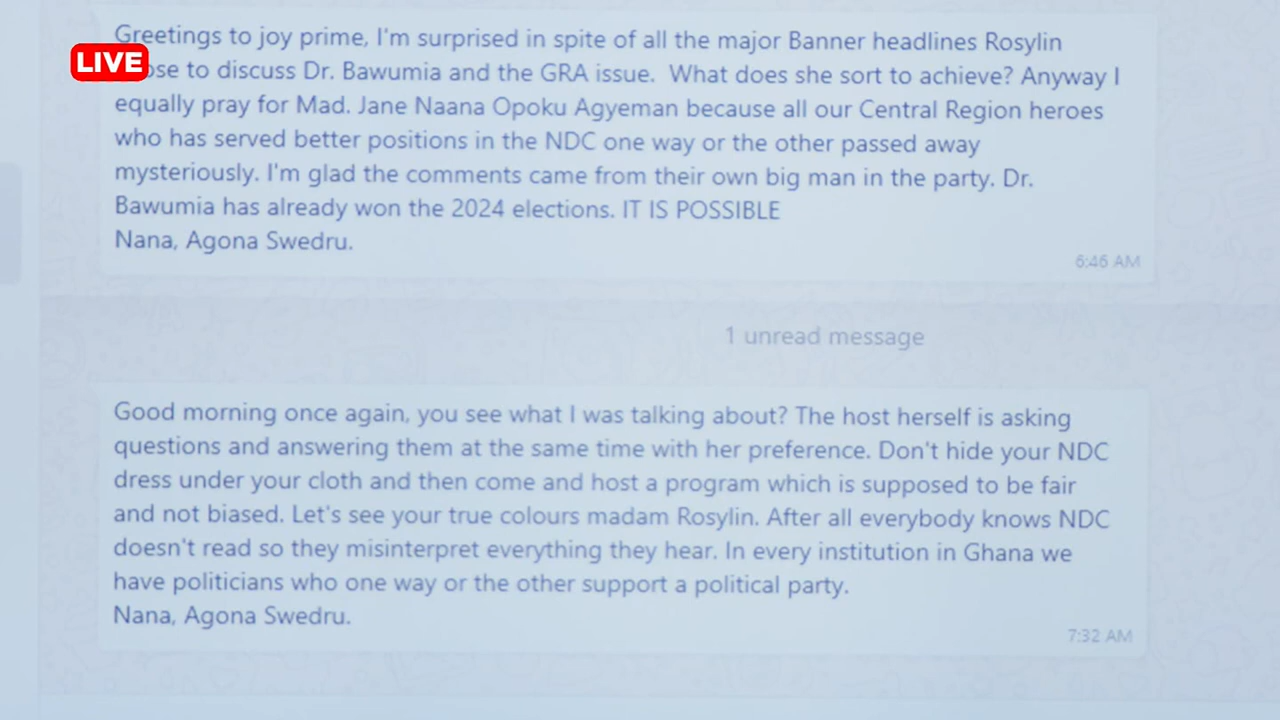 LIVE
Greetings to joy prime, I'm surprised in spite of all the major Banner headlines Rosylin
ose to discuss Dr. Bawumia and the GRA issue. What does she sort to achieve? Anyway I
equally pray for Mad. Jane Naana Opoku Agyeman because all our Central Region heroes
who has served better positions in the NDC one way or the other passed away
mysteriously. I'm glad the comments came from their own big man in the party. Dr.
Bawumia has already won the 2024 elections. IT IS POSSIBLE
Nana, Agona Swedru.
6:46 AM
1 unread message
Good morning once again, you see what I was talking about? The host herself is asking
questions and answering them at the same time with her preference. Don't hide your NDC
dress under your cloth and then come and host a program which is supposed to be fair
and not biased. Let's see your true colours madam Rosylin. After all everybody knows NDC
doesn't read so they misinterpret everything they hear. In every institution in Ghana we
have politicians who one way or the other support a political party.
Nana, Agona Swedru.
7:32 AM